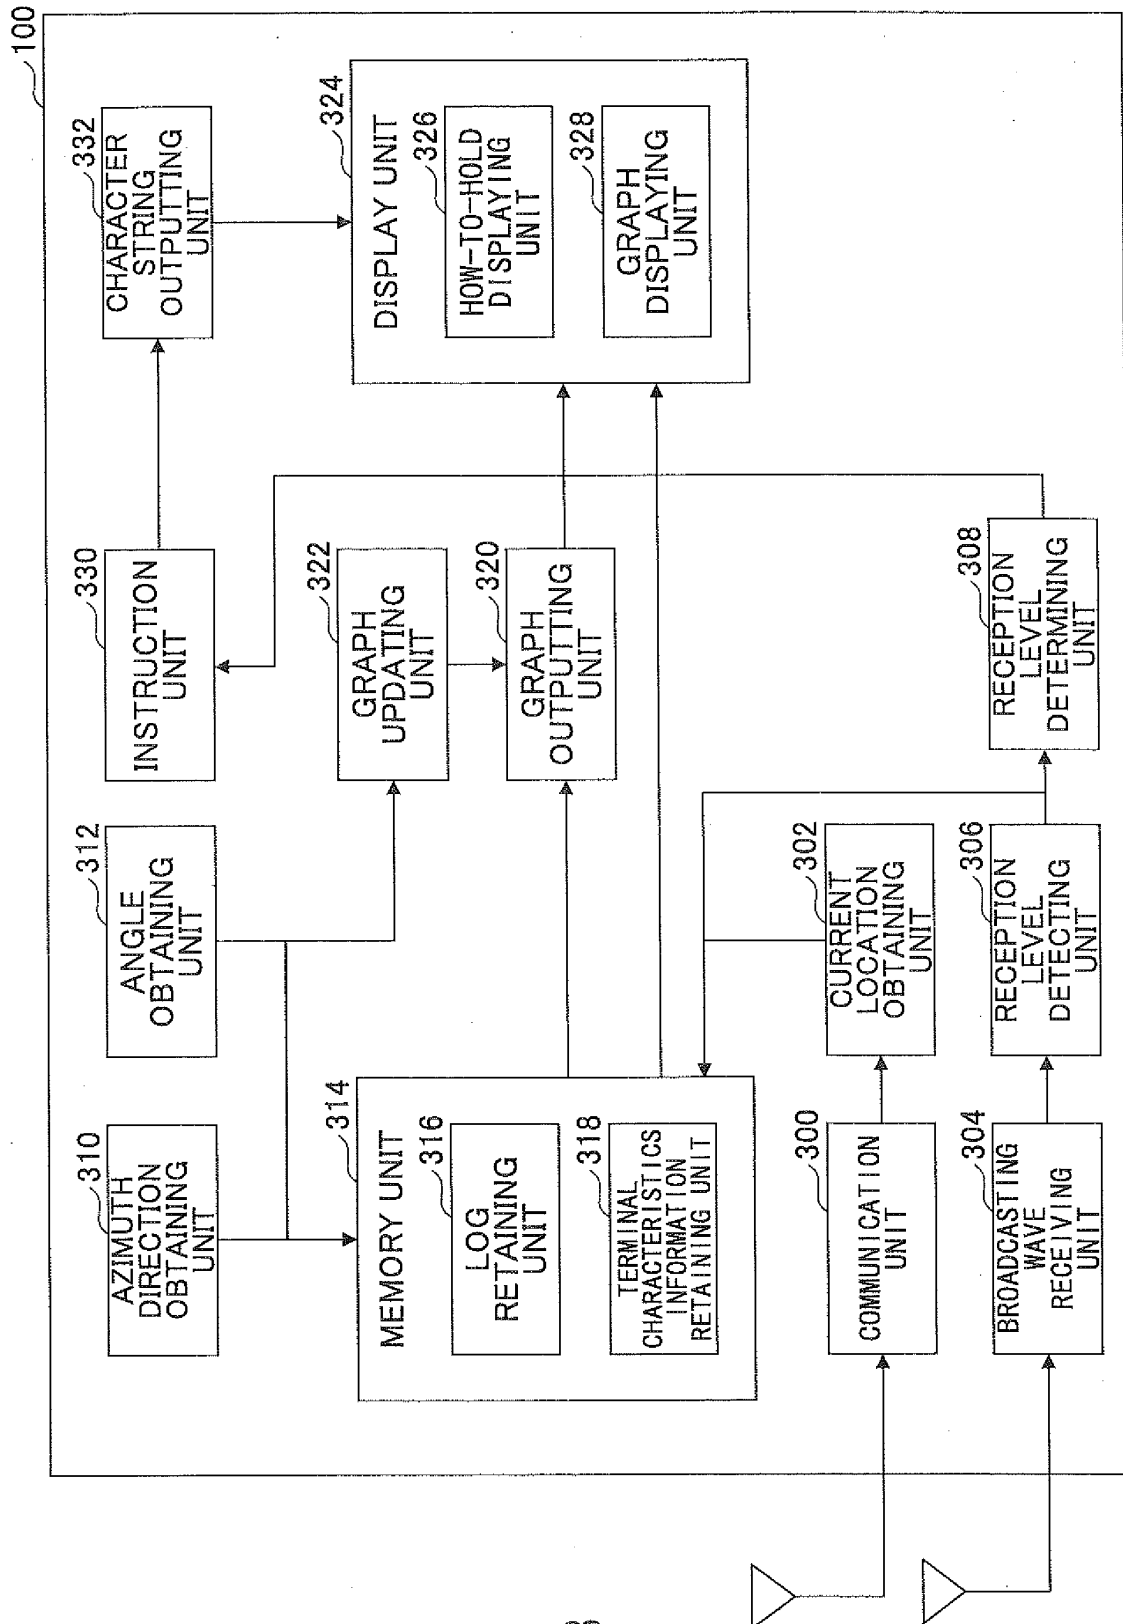 100
310
AZIMUTH
DIRECTION
OBTAINING
UNIT
312
ANGLE
OBTAINING
UNIT
330
INSTRUCTION
UNIT
332
CHARACTER
STRING
OUTPUTTING
UNIT
314
MEMORY UNIT
316
LOG
RETAINING
UNIT
318
TERMINAL
CHARACTERISTICS
INFORMATION
RETAINING UNIT
322
GRAPH
UPDATING
UNIT
320
GRAPH
OUTPUTTING
UNIT
324
DISPLAY UNIT
326
HOW-TO-HOLD
DISPLAYING
UNIT
328
GRAPH
DISPLAYING
UNIT
300
COMMUNICATION
UNIT
302
CURRENT
LOCATION
OBTAINING
UNIT
304
BROADCASTING
WAVE
RECEIVING
UNIT
306
RECEPTION
LEVEL
DETECTING
UNIT
308
RECEPTION
LEVEL
DETERMINING
UNIT